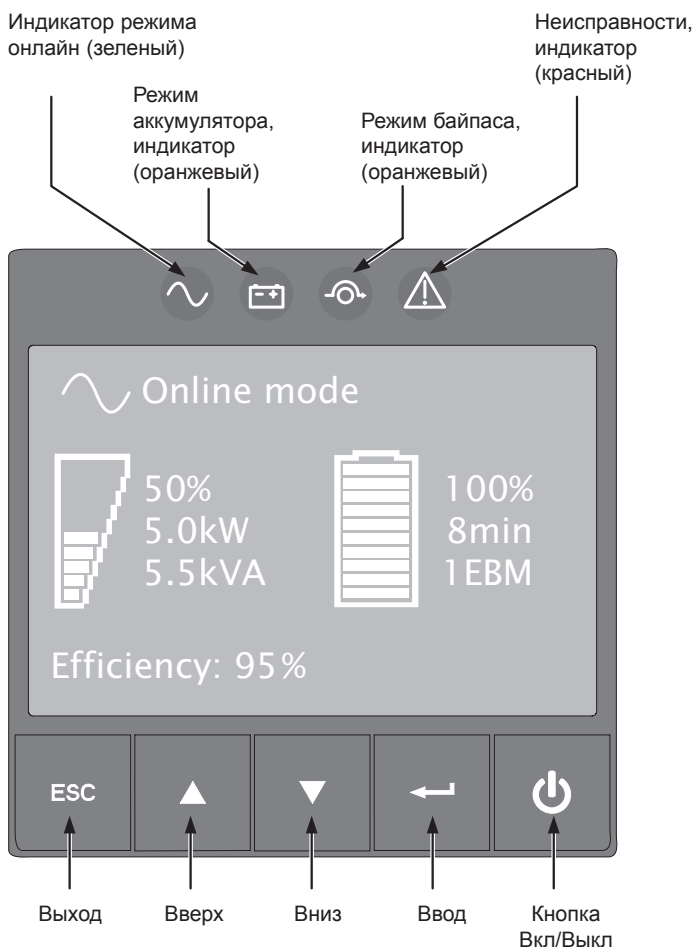 Индикатор режима
онлайн (зеленый)
Неисправности,
индикатор
(красный)
Режим
аккумулятора,
индикатор
(оранжевый)
Режим байпаса,
индикатор
(оранжевый)
Online mode
50%
5.0kW
5.5kVA
100%
8min
1EBM
Efficiency: 95%
ESC
Выход
Вверх
Вниз
Ввод
Кнопка
Вкл/Выкл